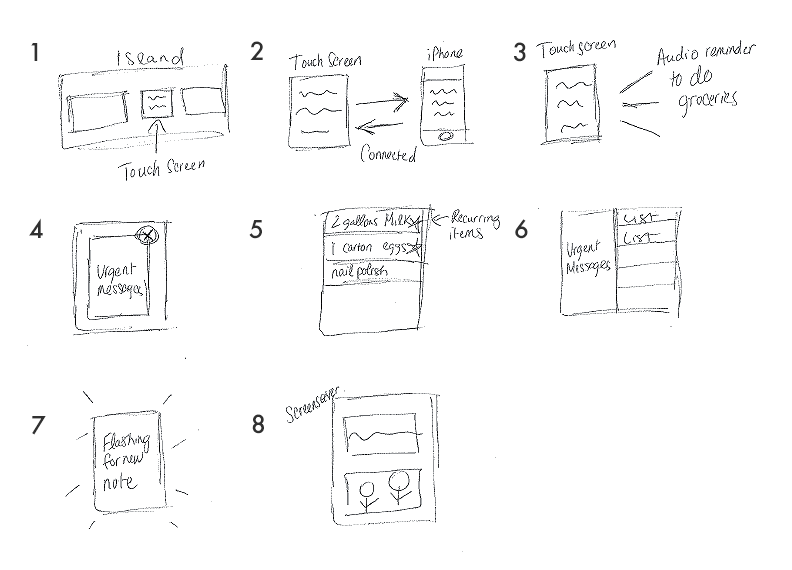 1
Island
Touch Screen
2
Touch Screen
iPhone
Connected
3
Touchscreen
Audio reminder
to do
groceries
4
Urgent
messages
5
2 gallons Milk
1 carton eggs
nail polish
Recurring
items
6
Urgent
Messages
LIST
LIST
7
Flashing
for new
note
8
Screensaver